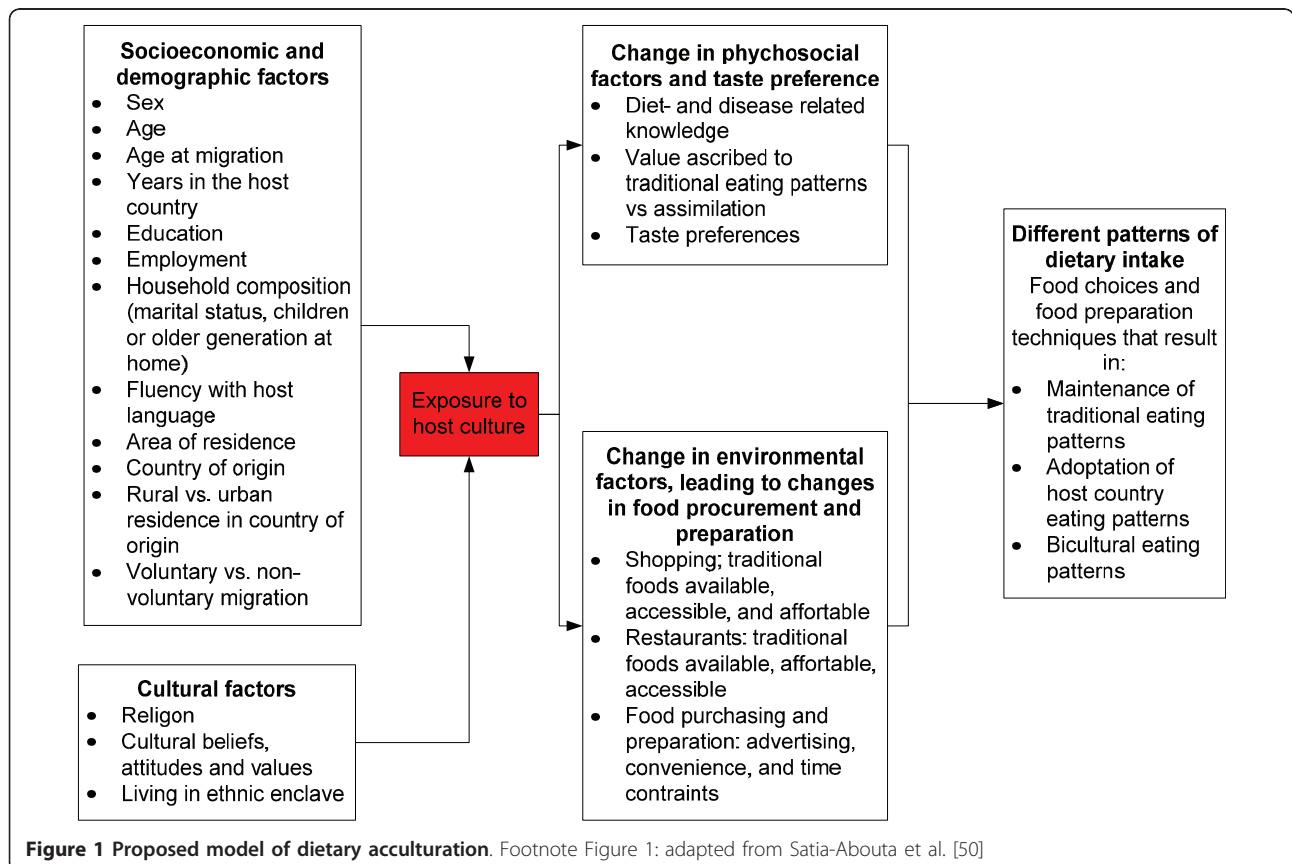 Socioeconomic and
demographic factors
• Sex
• Age
• Age at migration
• Years in the host
country
• Education
• Employment
• Household composition
(marital status, children
or older generation at
home)
• Fluency with host
language
• Area of residence
• Country of origin
• Rural vs. urban
residence in country of
origin
• Voluntary vs. non-
voluntary migration
Cultural factors
• Religon
• Cultural beliefs,
attitudes and values
• Living in ethnic enclave
Exposure to
host culture
Change in phychosocial
factors and taste preference
• Diet- and disease related
knowledge
• Value ascribed to
traditional eating patterns
vs assimilation
• Taste preferences
Change in environmental
factors, leading to changes
in food procurement and
preparation
• Shopping; traditional
foods available,
accessible, and affortable
• Restaurants: traditional
foods available, affortable,
accessible
• Food purchasing and
preparation: advertising,
convenience, and time
contraints
Different patterns of
dietary intake
Food choices and
food preparation
techniques that result
in:
• Maintenance of
traditional eating
patterns
• Adoptation of
host country
eating patterns
• Bicultural eating
patterns
Figure 1 Proposed model of dietary acculturation. Footnote Figure 1: adapted from Satia-Abouta et al. [50]